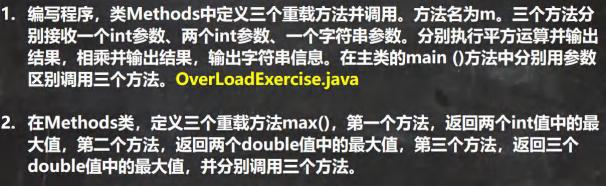 1. 编写程序，类Methods中定义三个重载方法并调用。方法名为m。三个方法分
别接收一个int参数、两个int参数、一个字符串参数。分别执行平方运算并输出
结果，相乘并输出结果，输出字符串信息。在主类的main ()方法中分别用参数
区别调用三个方法。OverLoadExercise.java
2. 在Methods类，定义三个重载方法max()，第一个方法，返回两个int值中的最
大值，第二个方法，返回两个double值中的最大值，第三个方法，返回三个
double值中的最大值，并分别调用三个方法。